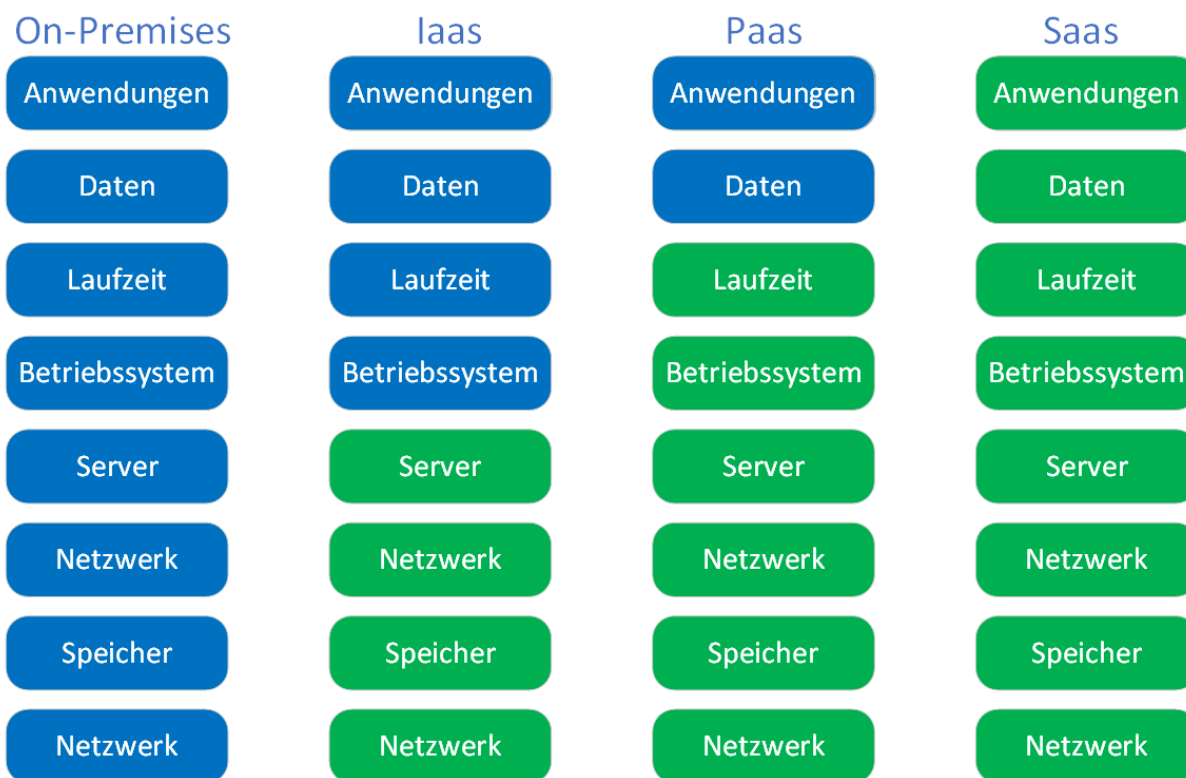 On-Premises Iaas Paas Saas
Anwendungen Anwendungen Anwendungen Anwendungen
Daten Daten Daten Daten
Laufzeit Laufzeit Laufzeit Laufzeit
Betriebssystem Betriebssystem Betriebssystem Betriebssystem
Server Server Server Server
Netzwerk Netzwerk Netzwerk Netzwerk
Speicher Speicher Speicher Speicher
Netzwerk Netzwerk Netzwerk Netzwerk